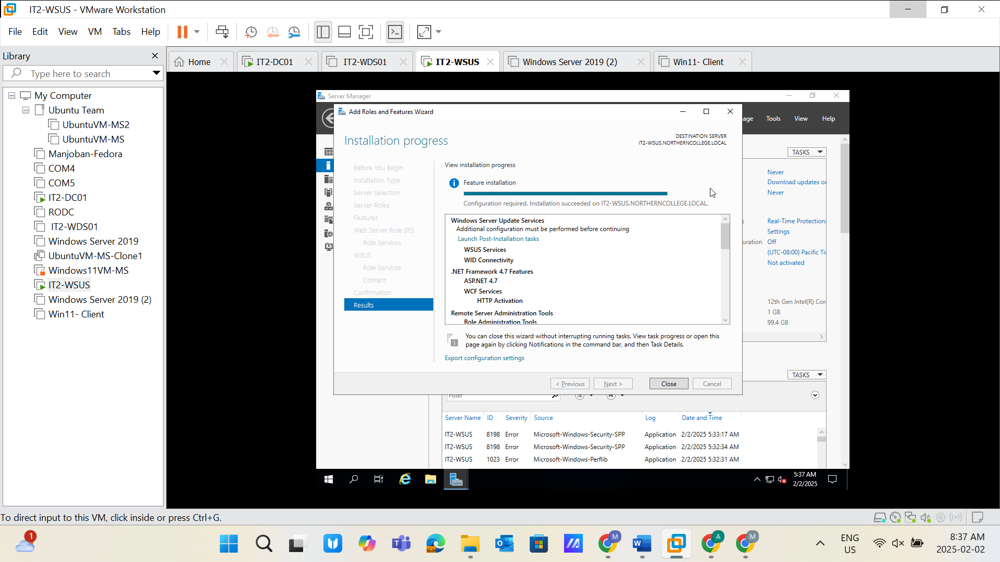 IT2-WSUS - VMware Workstation
File Edit View VM Tabs Help
Library
Type here to search
My Computer
Ubuntu Team
UbuntuVM-MS2
UbuntuVM-MS
Manjoban-Fedora
COM4
COM5
IT2-DC01
RODC
IT2-WDS01
Windows Server 2019
UbuntuVM-MS-Clone1
Windows11VM-MS
IT2-WSUS
Windows Server 2019 (2)
Win11- Client
Home
IT2-DC01
IT2-WDS01
IT2-WSUS
Windows Server 2019 (2)
Win11- Client
Server Manager
age Tools View Help
Add Roles and Features Wizard
Installation progress
DESTINATION SERVER
IT2-WSUS.NORTHERNCOLLEGE.LOCAL
Before You Begin
Installation Type
Server Selection
Server Roles
Features
Web Server Role (IIS)
Role Services
WSUS
Role Services
Content
Confirmation
Results
View installation progress
Feature installation
Configuration required. Installation succeeded on IT2-WSUS.NORTHERNCOLLEGE.LOCAL.
Windows Server Update Services
Additional configuration must be performed before continuing
Launch Post-Installation tasks
WSUS Services
WID Connectivity
.NET Framework 4.7 Features
ASP.NET 4.7
WCF Services
HTTP Activation
Remote Server Administration Tools
Role Administration Tools
1
You can close this wizard without interrupting running tasks. View task progress or open this
page again by clicking Notifications in the command bar, and then Task Details.
Export configuration settings
< Previous Next > Close Cancel
TASKS
Never
Download updates or
Never
Real-Time Protection:
Settings
uration Off
(UTC-08:00) Pacific Ti
Not activated
12th Gen Intel(R) Cor
1 GB
99.4 GB
TASKS
Filter
Server Name ID Severity Source Log Date and Time
IT2-WSUS 8198 Error Microsoft-Windows-Security-SPP Application 2/2/2025 5:33:17 AM
IT2-WSUS 8198 Error Microsoft-Windows-Security-SPP Application 2/2/2025 5:32:34 AM
IT2-WSUS 1023 Error Microsoft-Windows-Perflib Application 2/2/2025 5:32:31 AM
5:37 AM
2/2/2025
To direct input to this VM, click inside or press Ctrl+G.
1
M
A
M
ENG
US
8:37 AM
2025-02-02